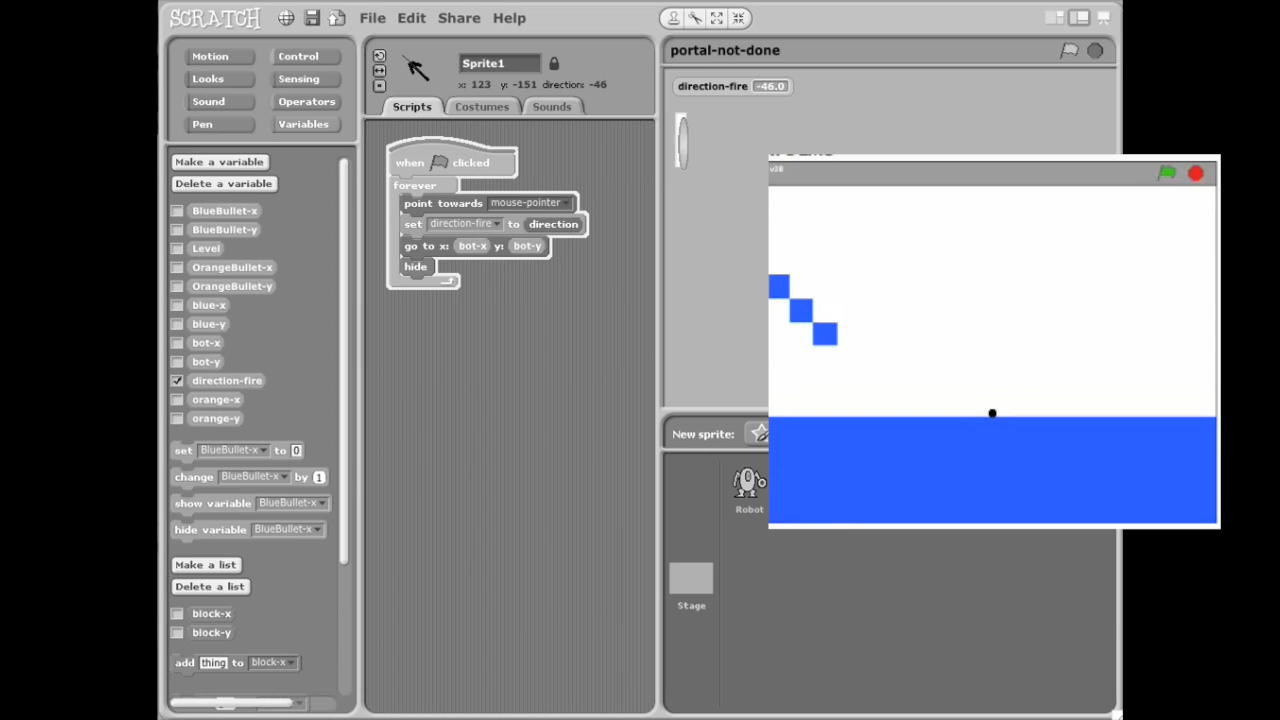 SCRATCH File Edit Share Help
Motion Control
Looks Sensing
Sound Operators
Pen Variables
Make a variable
Delete a variable
BlueBullet-x
BlueBullet-y
Level
OrangeBullet-x
OrangeBullet-y
blue-x
blue-y
bot-x
bot-y
direction-fire
orange-x
orange-y
set BlueBullet-x to 0
change BlueBullet-x by 1
show variable BlueBullet-x
hide variable BlueBullet-x
Make a list
Delete a list
block-x
block-y
add thing to block-x
Sprite1
x: 123 y: -151 direction: -46
Scripts Costumes Sounds
when clicked
forever
point towards mouse-pointer
set direction-fire to direction
go to x: bot-x y: bot-y
hide
portal-not-done
direction-fire -46.0
New sprite:
Robot
Stage